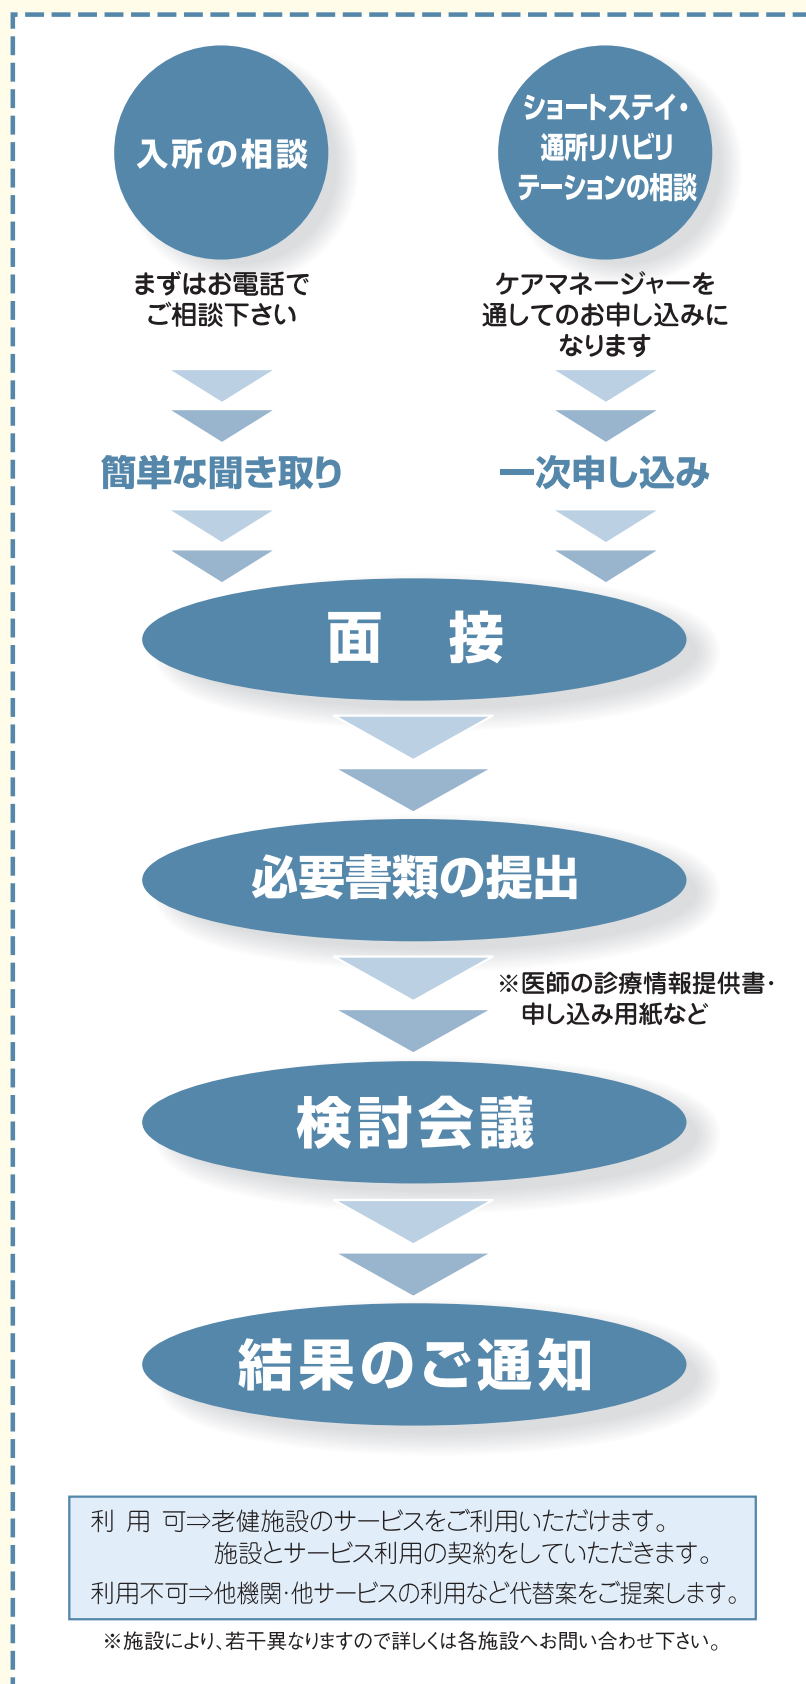 入所の相談
まずはお電話で
ご相談下さい
簡単な聞き取り
ショートステイ・
通所リハビリ
テーションの相談
ケアマネージャーを
通してのお申し込みに
なります
一次申し込み
面　接
必要書類の提出
※医師の診療情報提供書・
申し込み用紙など
検討会議
結果のご通知
利 用 可⇒老健施設のサービスをご利用いただけます。
施設とサービス利用の契約をしていただきます。
利用不可⇒他機関・他サービスの利用など代替案をご提案します。
※施設により、若干異なりますので詳しくは各施設へお問い合わせ下さい。